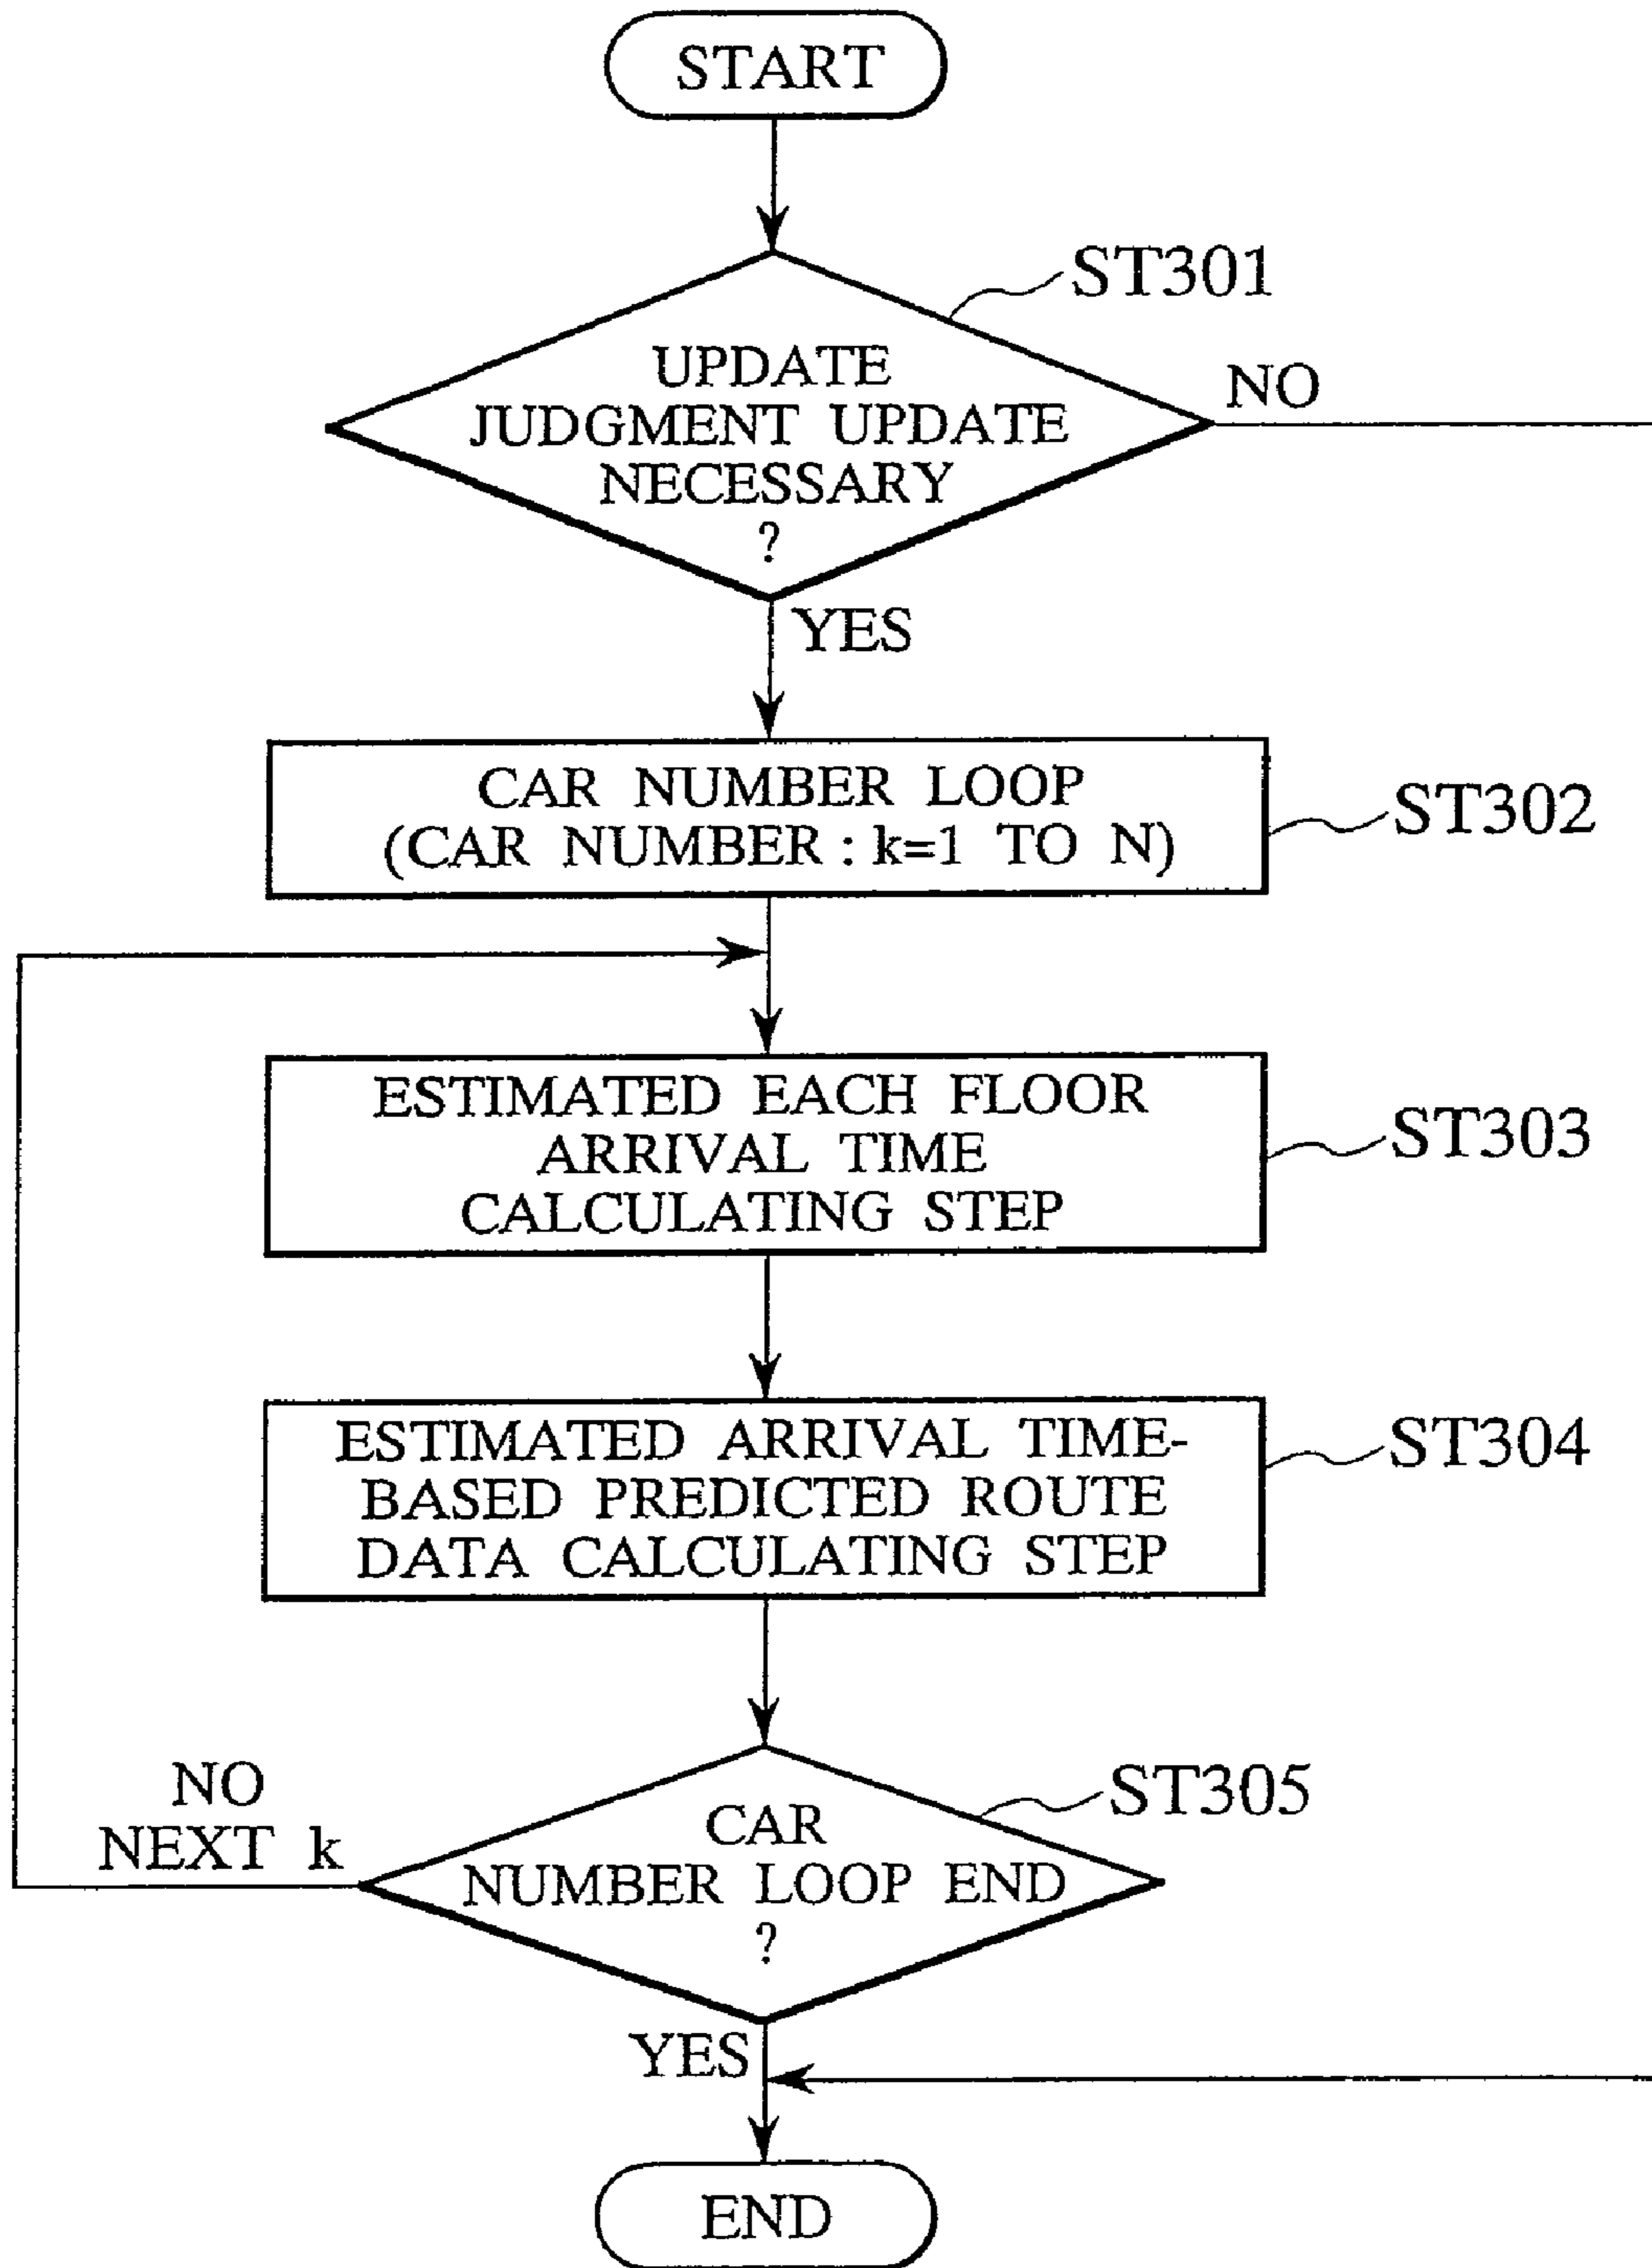 START
ST301
UPDATE
JUDGMENT UPDATE
NECESSARY
?
NO
YES
CAR NUMBER LOOP
(CAR NUMBER : k=1 TO N)
ST302
ESTIMATED EACH FLOOR
ARRIVAL TIME
CALCULATING STEP
ST303
ESTIMATED ARRIVAL TIME-
BASED PREDICTED ROUTE
DATA CALCULATING STEP
ST304
ST305
CAR
NUMBER LOOP END
?
NO
NEXT k
YES
END